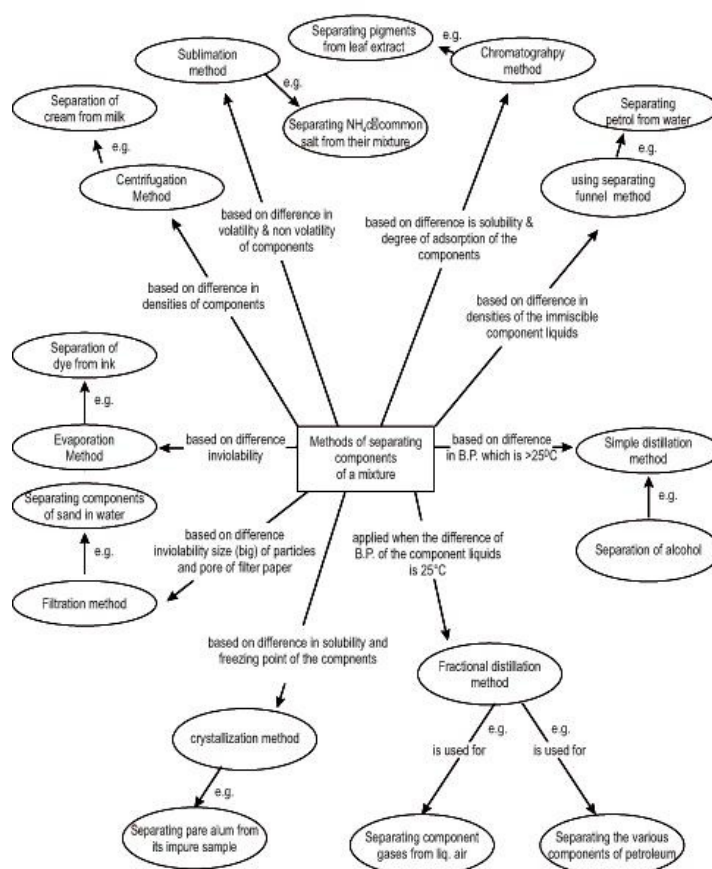 Separating pigments
from leaf extract
e.g.
Chromatograhpy
method
Sublimation
method
e.g.
Separating NH₄
common
salt from their mixture
Separation of
cream from milk
e.g.
Centrifugation
Method
Separating
petrol from water
e.g.
using separating
funnel method
based on difference in
volatility & non volatility
of components
based on difference is solubility &
degree of adsorption of the
components
based on difference in
densities of components
based on difference in
densities of the immiscible
component liquids
Separation of
dye from ink
e.g.
Evaporation
Method
based on difference
inviolability
Methods of separating
components
of a mixture
based on difference
in B.P. which is >25⁰C
Simple distillation
method
e.g.
Separation of alcohol
Separating components
of sand in water
e.g.
Filtration method
based on difference
inviolability size (big) of particles
and pore of filter paper
applied when the difference of
B.P. of the component liquids
is 25°C
based on difference in solubility and
freezing point of the compnents
crystallization method
e.g.
Separating pare alum from
its impure sample
Fractional distillation
method
e.g.
is used for
e.g.
is used for
Separating component
gases from liq. air
Separating the various
components of petroleum